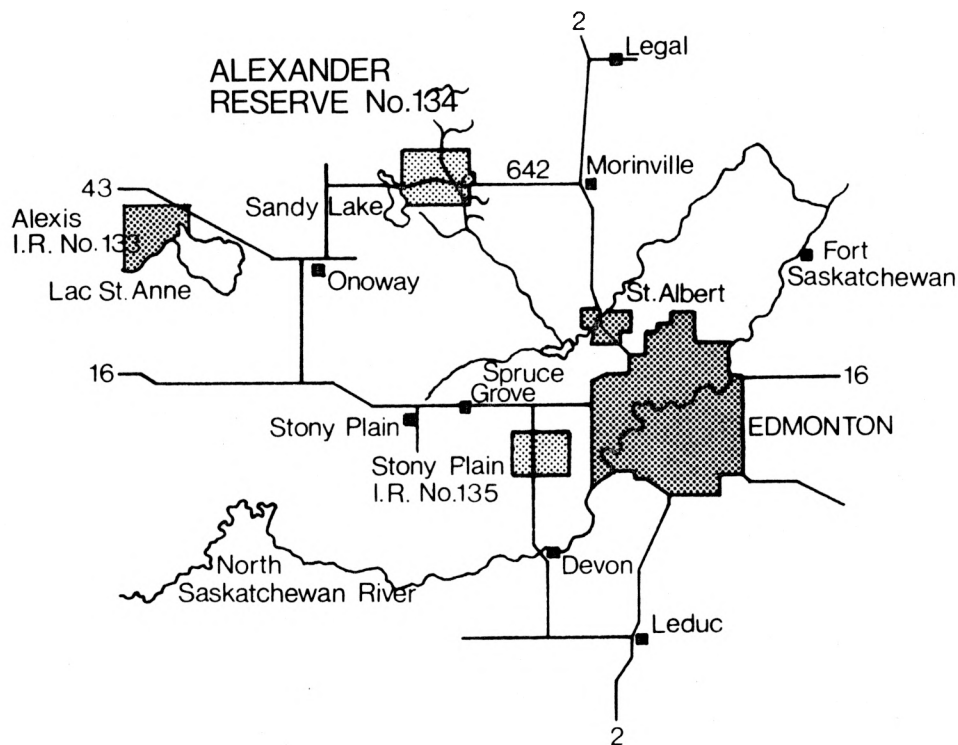 2
Legal
ALEXANDER
RESERVE No.134
642
Morinville
43
Sandy Lake
Alexis
I.R. No.133
Fort
Saskatchewan
Lac St. Anne
Onoway
St. Albert
16
Spruce
Grove
16
Stony Plain
EDMONTON
Stony Plain
I.R. No.135
North
Saskatchewan River
Devon
Leduc
2